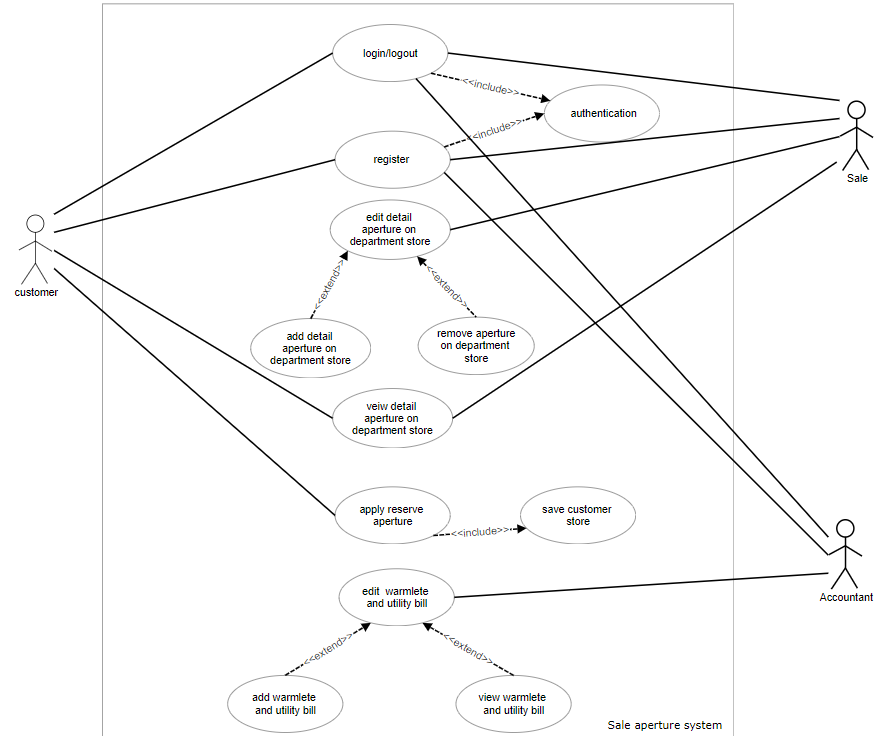 login/logout
<<include>>
authentication
<<include>>
register
Sale
edit detail
aperture on
department store
customer
<<extend>>
<<extend>>
add detail
aperture on
department store
remove aperture
on department
store
veiw detail
aperture on
department store
apply reserve
aperture
<<include>>
save customer
store
Accountant
edit warmlete
and utility bill
<<extend>>
<<extend>>
add warmlete
and utility bill
view warmlete
and utility bill
Sale aperture system